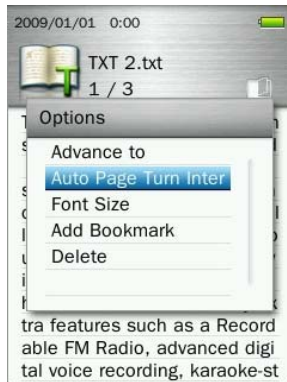 2009/01/01 0:00
TXT 2.txt
1 / 3
Options
Advance to
Auto Page Turn Inter
Font Size
Add Bookmark
Delete
tra features such as a Record
able FM Radio, advanced digi
tal voice recording, karaoke-st